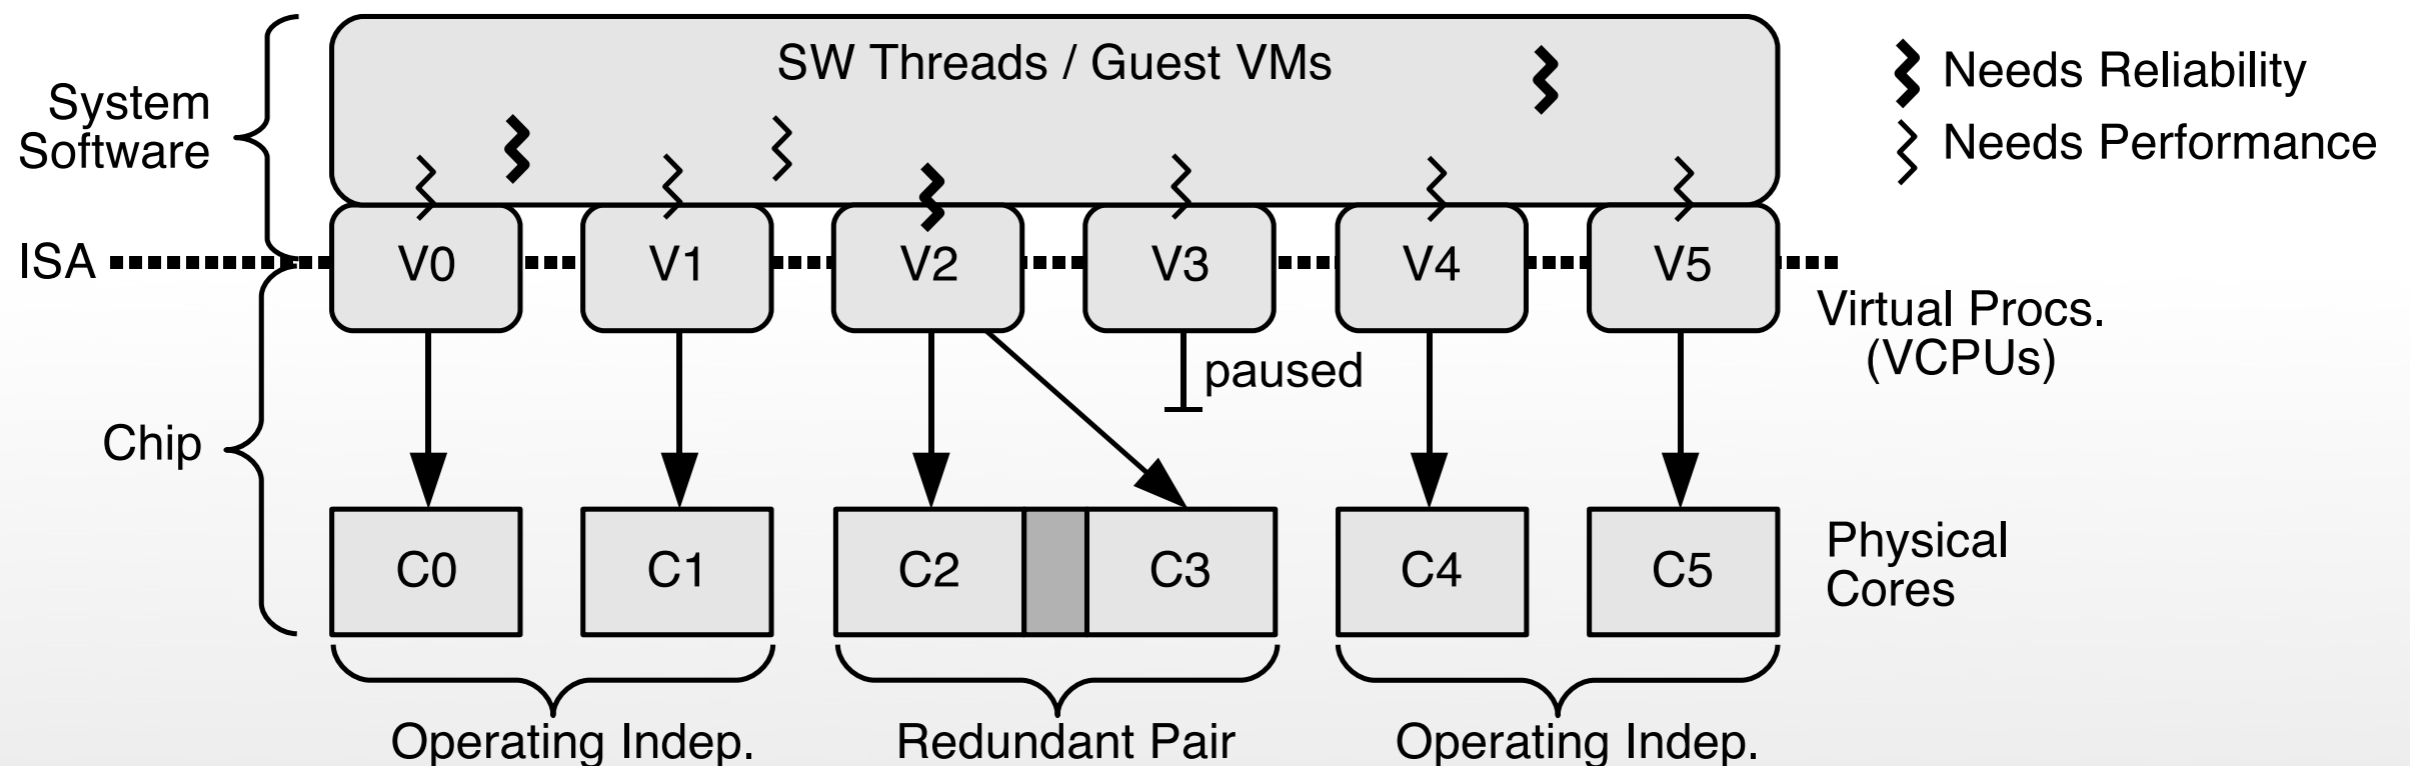 SW Threads / Guest VMs
Needs Reliability
Needs Performance
System
Software
ISA
V0
V1
V2
V3
V4
V5
Virtual Procs.
(VCPUs)
paused
Chip
C0
C1
C2
C3
C4
C5
Physical
Cores
Operating Indep.
Redundant Pair
Operating Indep.